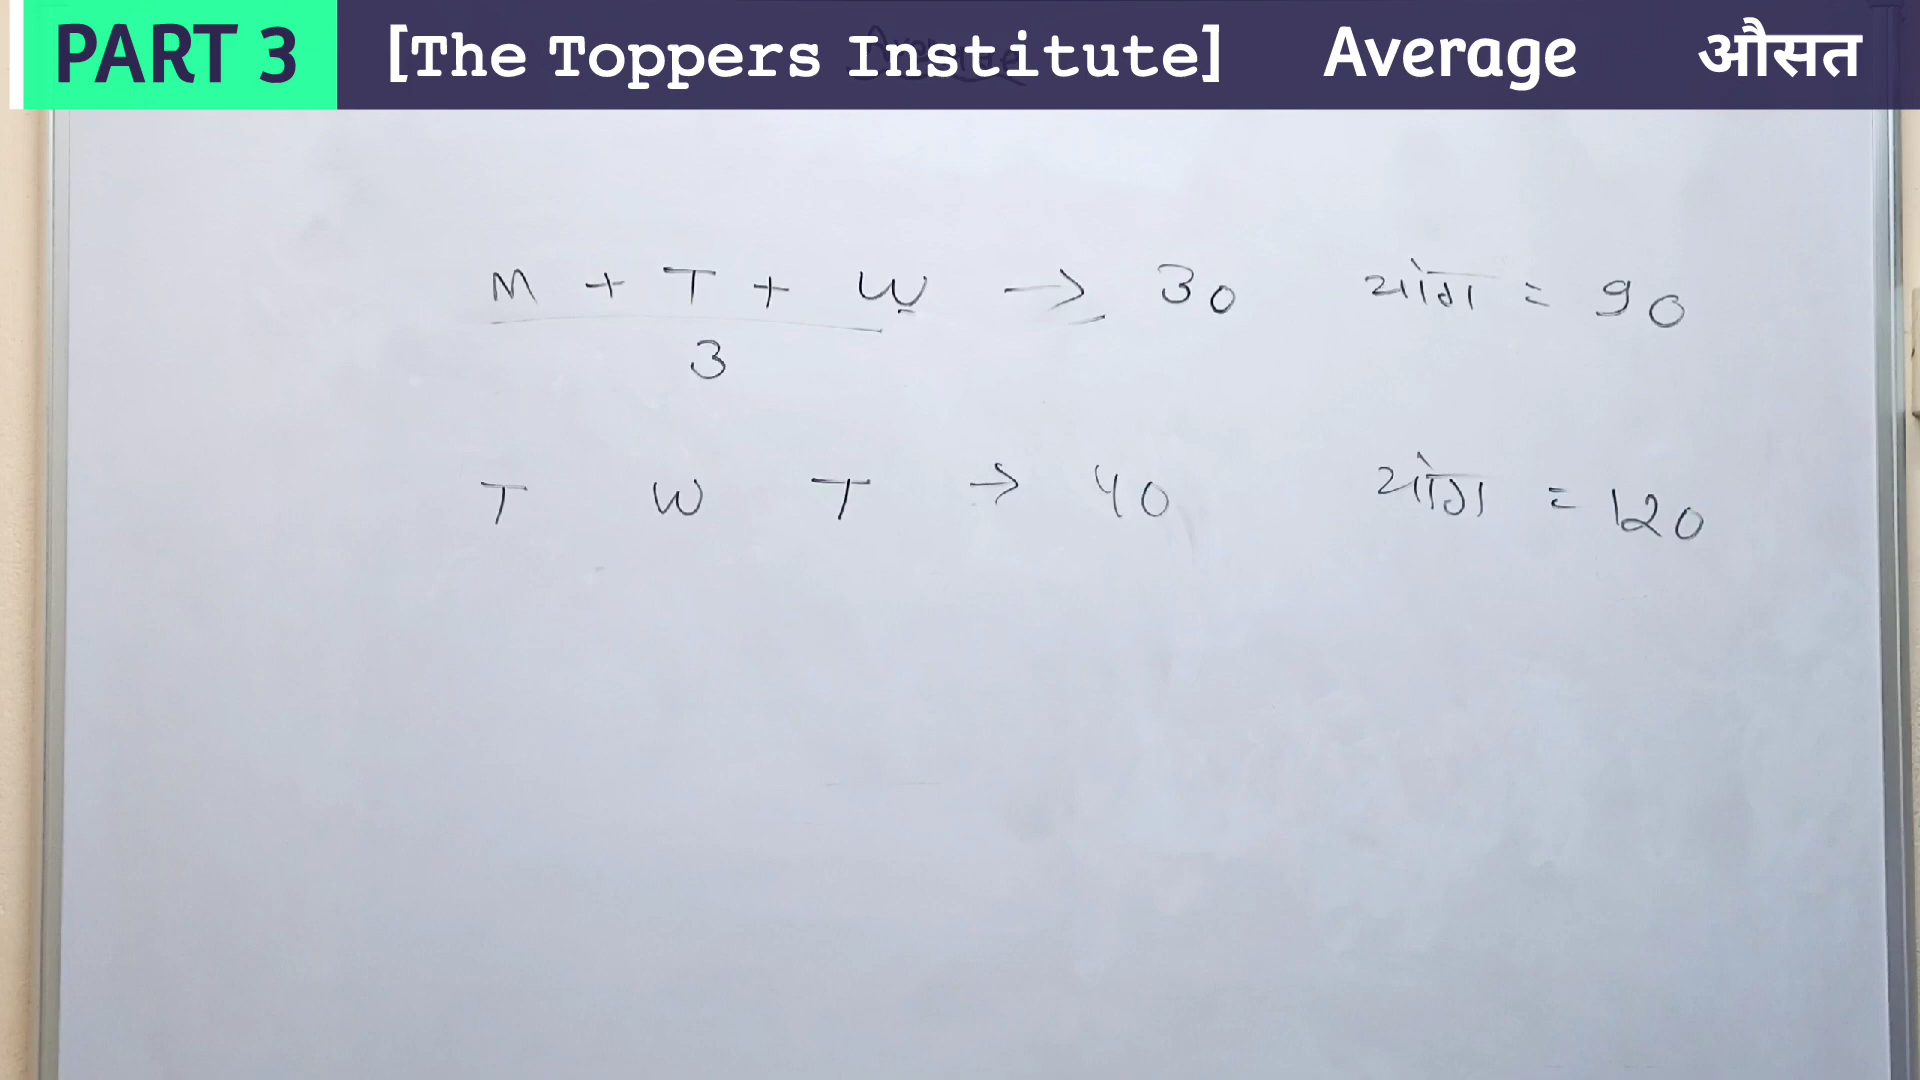 PART 3 [The Toppers Institute] Average औसत
M + T + W → 30 योग = 90
3
T W T → 40 योग = 120